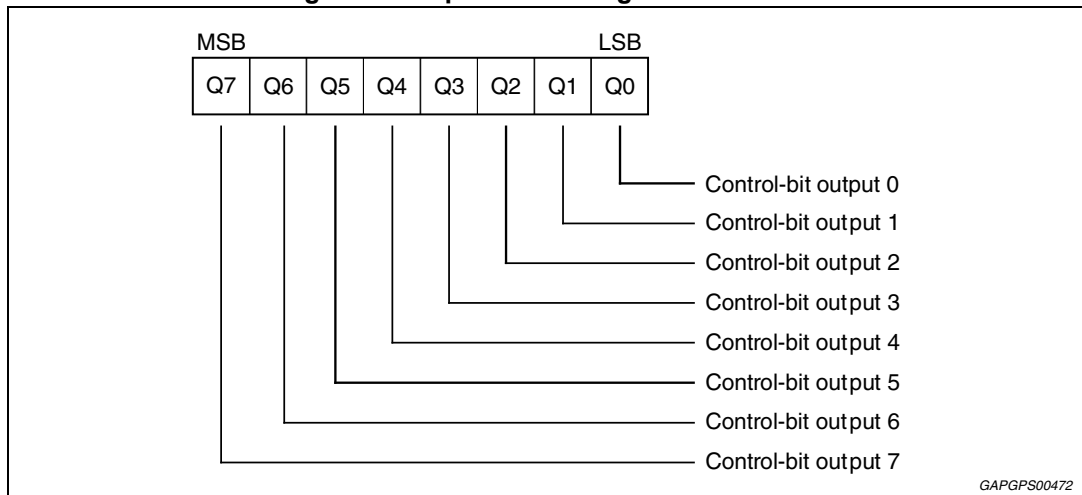 MSB LSB
Q7 Q6 Q5 Q4 Q3 Q2 Q1 Q0
Control-bit output 0
Control-bit output 1
Control-bit output 2
Control-bit output 3
Control-bit output 4
Control-bit output 5
Control-bit output 6
Control-bit output 7
GAPGPS00472